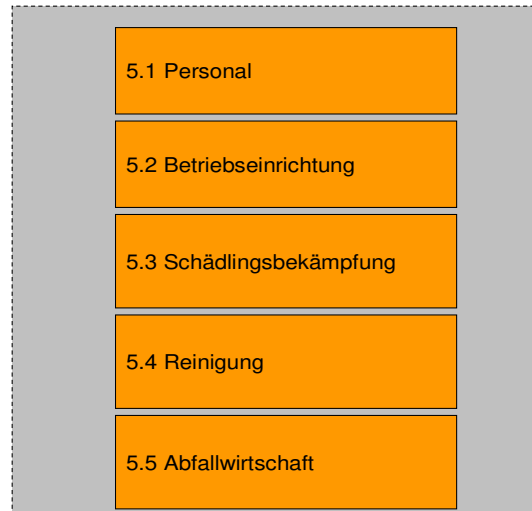 5.1 Personal
5.2 Betriebseinrichtung
5.3 Schädlingsbekämpfung
5.4 Reinigung
5.5 Abfallwirtschaft